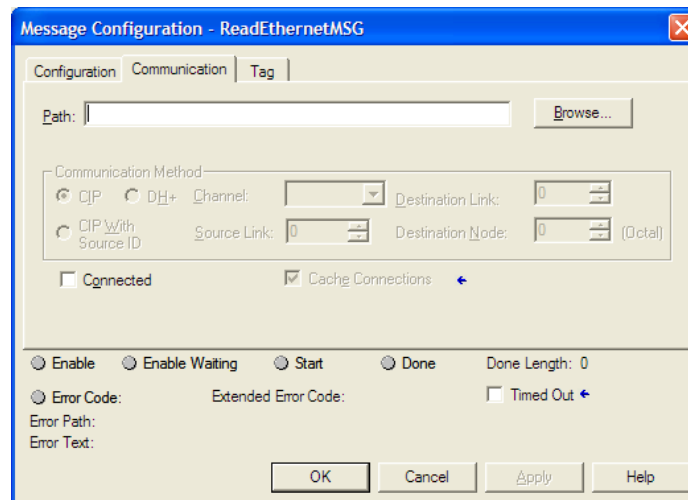 Message Configuration - ReadEthernetMSG
Configuration Communication Tag
Path: Browse...
Communication Method
CIP DH+ Channel: Destination Link: 0
CIP With Source ID Source Link: 0 Destination Node: 0 (Octal)
Connected Cache Connections
Enable Enable Waiting Start Done Done Length: 0
Error Code: Extended Error Code: Timed Out
Error Path:
Error Text:
OK Cancel Apply Help